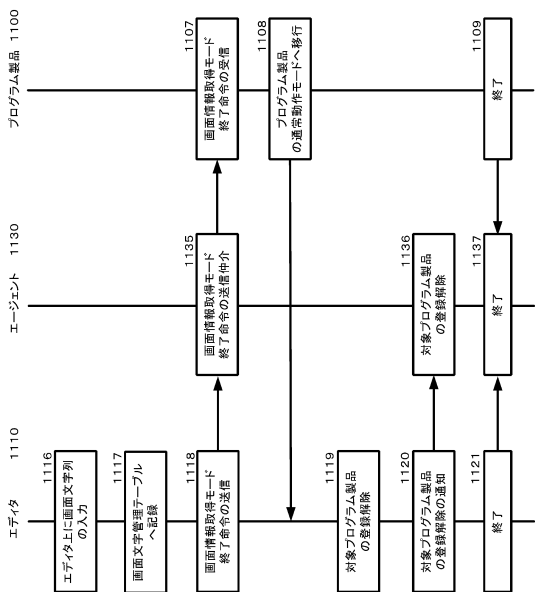 エディタ 1110
エージェント 1130
プログラム製品 1100
1116
エディタ上に画面文字列
の入力
1117
画面文字管理テーブル
へ記録
1118
画面情報取得モード
終了命令の送信
1135
画面情報取得モード
終了命令の送信仲介
1107
画面情報取得モード
終了命令の受信
1108
プログラム製品
の通常動作モードへ移行
1119
対象プログラム製品
の登録解除
1120
対象プログラム製品
の登録解除の通知
1136
対象プログラム製品
の登録解除
1121
終了
1137
終了
1109
終了